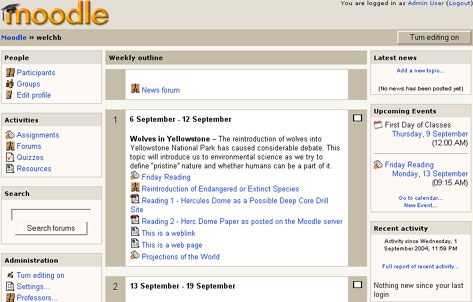 moodle
You are logged in as Admin User (Logout)
Moodle » welchb
Turn editing on
People
Participants
Groups
Edit profile
Activities
Assignments
Forums
Quizzes
Resources
Search
Search forums
Administration
Turn editing on
Settings...
Professors...
Weekly outline
News forum
1
6 September - 12 September
Wolves in Yellowstone – The reintroduction of wolves into
Yellowstone National Park has caused considerable debate. This
topic will introduce us to environmental science as we try to
define "pristine" nature and whether humans can be a part of it.
Friday Reading
Reintroduction of Endangered or Extinct Species
Reading 1 - Hercules Dome as a Possible Deep Core Drill
Site
Reading 2 - Herc Dome Paper as posted on the Moodle server
This is a weblink
This is a web page
Projections of the World
2
13 September - 19 September
Latest news
Add a new topic...
(No news has been posted yet)
Upcoming Events
First Day of Classes
Thursday, 9 September
(12:00 AM)
Friday Reading
Monday, 13 September
(09:15 AM)
Go to calendar...
New Event...
Recent activity
Activity since Wednesday, 1
September 2004, 11:59 PM
Full report of recent activity...
Nothing new since your last
login